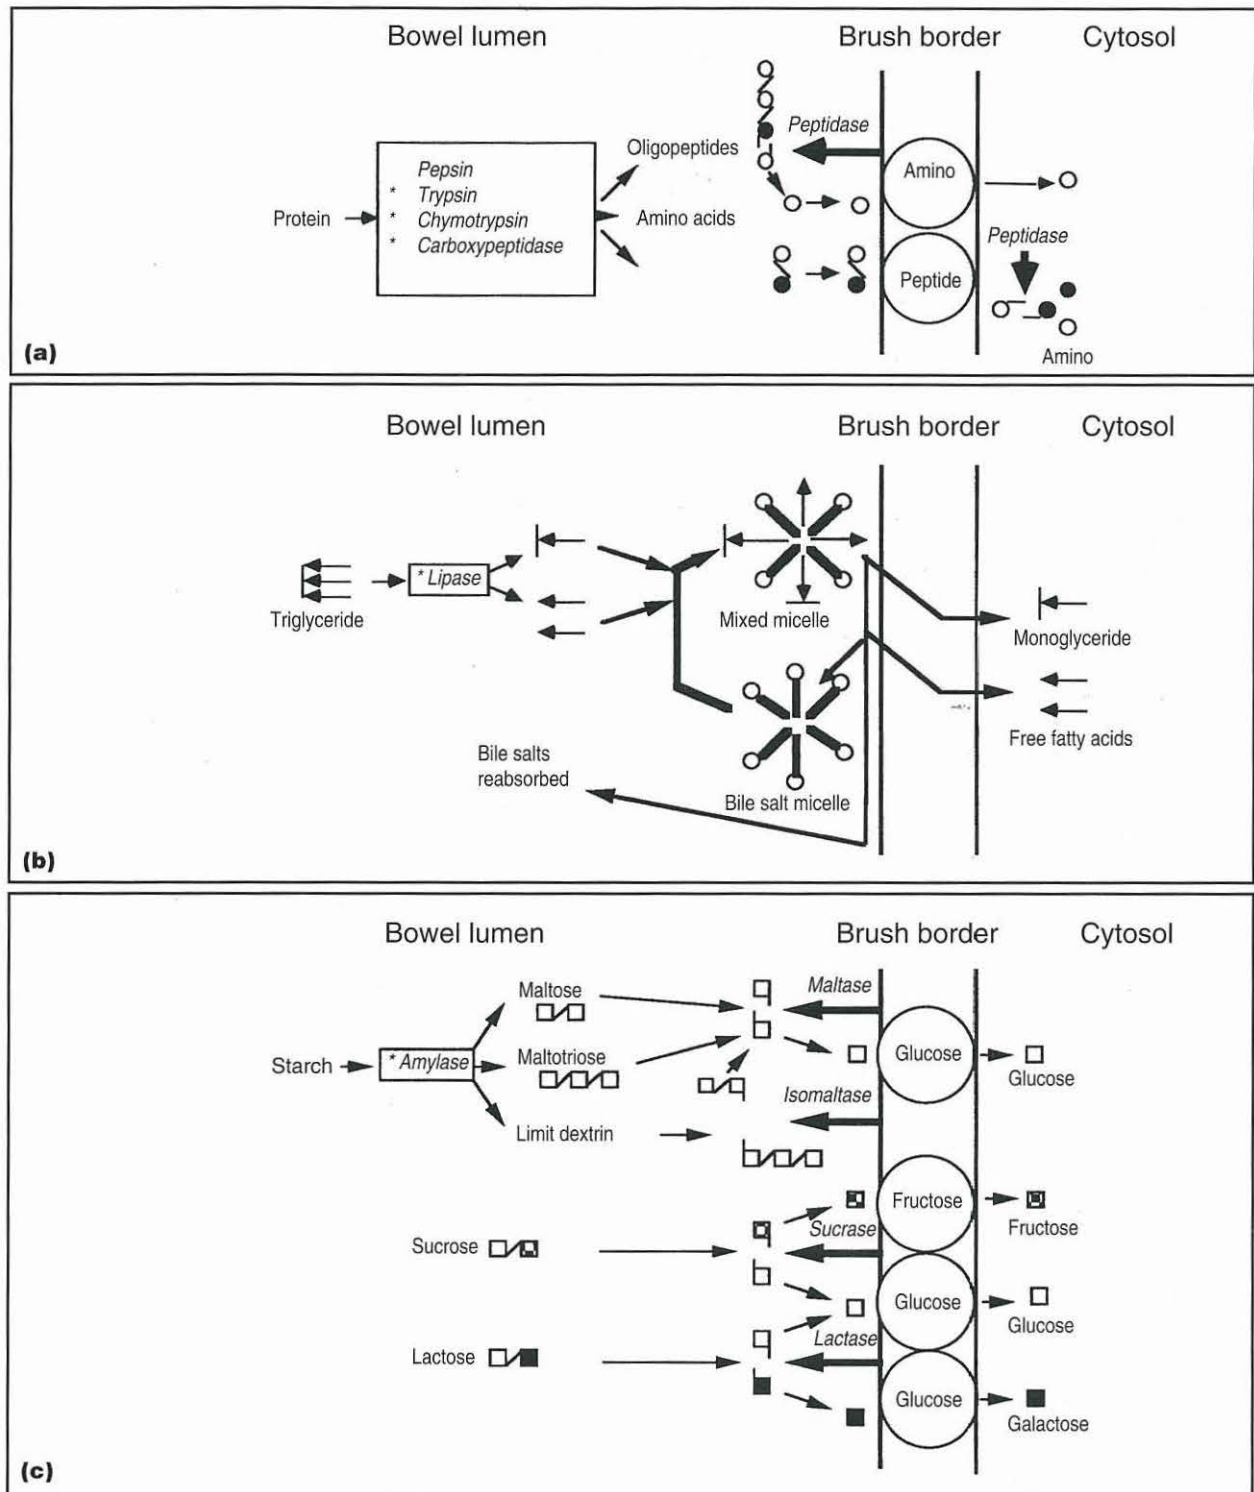 Bowel lumen
Brush border
Cytosol
Peptidase
Oligopeptides
Pepsin
* Trypsin
* Chymotrypsin
* Carboxypeptidase
Protein
Amino acids
Amino
Peptidase
Peptide
Amino
(a)
Bowel lumen
Brush border
Cytosol
* Lipase
Triglyceride
Mixed micelle
Monoglyceride
Free fatty acids
Bile salts
reabsorbed
Bile salt micelle
(b)
Bowel lumen
Brush border
Cytosol
Maltose
Maltase
Starch
* Amylase
Maltotriose
Glucose
Glucose
Isomaltase
Limit dextrin
Fructose
Fructose
Sucrose
Sucrase
Glucose
Glucose
Lactose
Lactase
Glucose
Galactose
(c)